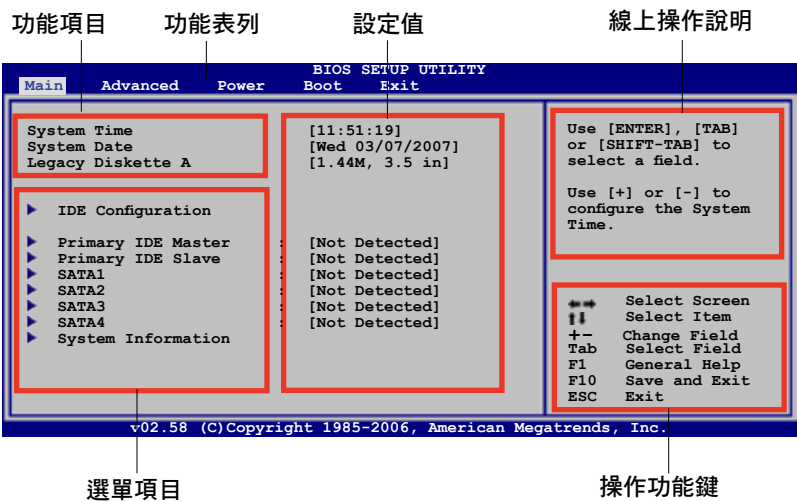 功能項目 功能表列 設定值 線上操作說明
BIOS SETUP UTILITY
Main Advanced Power Boot Exit
System Time [11:51:19]
System Date [Wed 03/07/2007]
Legacy Diskette A [1.44M, 3.5 in]
IDE Configuration
Primary IDE Master : [Not Detected]
Primary IDE Slave : [Not Detected]
SATA1 : [Not Detected]
SATA2 : [Not Detected]
SATA3 : [Not Detected]
SATA4 : [Not Detected]
System Information
Use [ENTER], [TAB]
or [SHIFT-TAB] to
select a field.
Use [+] or [-] to
configure the System
Time.
←→ Select Screen
↑↓ Select Item
+- Change Field
Tab Select Field
F1 General Help
F10 Save and Exit
ESC Exit
v02.58 (C)Copyright 1985-2006, American Megatrends, Inc.
選單項目 操作功能鍵